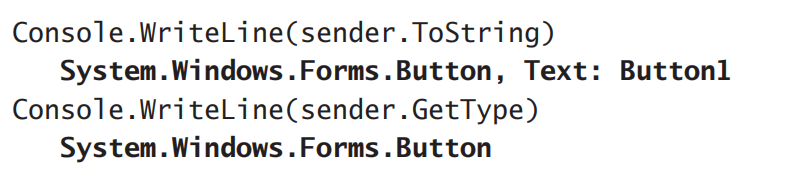 Console.WriteLine(sender.ToString)
System.Windows.Forms.Button, Text: Button1
Console.WriteLine(sender.GetType)
System.Windows.Forms.Button